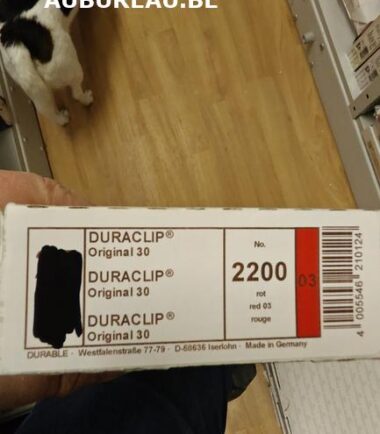 AUBUREAU.BE
DURACLIP®
Original 30
DURACLIP®
Original 30
DURACLIP®
Original 30
No.
2200
rot
red 03
rouge
03
4 005546 210124
DURABLE · Westfalenstraße 77-79 · D-58636 Iserlohn · Made in Germany